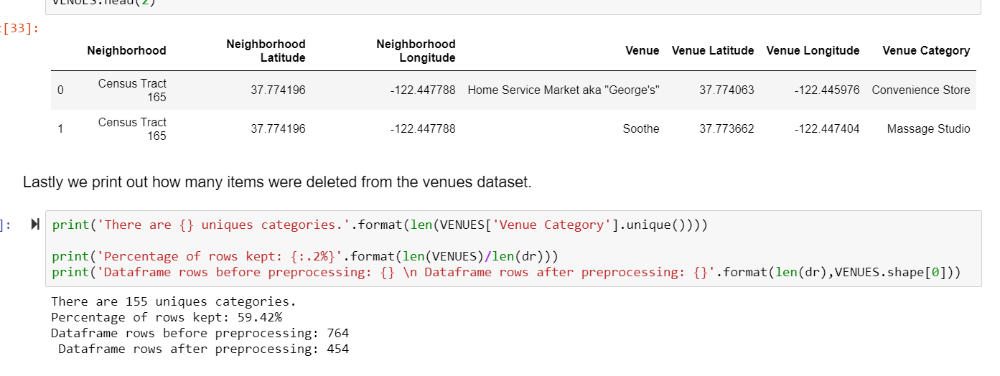 VENUES.head(2)
[33]:
Neighborhood Neighborhood Latitude Neighborhood Longitude Venue Venue Latitude Venue Longitude Venue Category
0 Census Tract 165 37.774196 -122.447788 Home Service Market aka "George's" 37.774063 -122.445976 Convenience Store
1 Census Tract 165 37.774196 -122.447788 Soothe 37.773662 -122.447404 Massage Studio
Lastly we print out how many items were deleted from the venues dataset.
]:
print('There are {} uniques categories.'.format(len(VENUES['Venue Category'].unique())))
print('Percentage of rows kept: {:.2%}'.format(len(VENUES)/len(dr)))
print('Dataframe rows before preprocessing: {} \n Dataframe rows after preprocessing: {}'.format(len(dr),VENUES.shape[0]))
There are 155 uniques categories.
Percentage of rows kept: 59.42%
Dataframe rows before preprocessing: 764
 Dataframe rows after preprocessing: 454